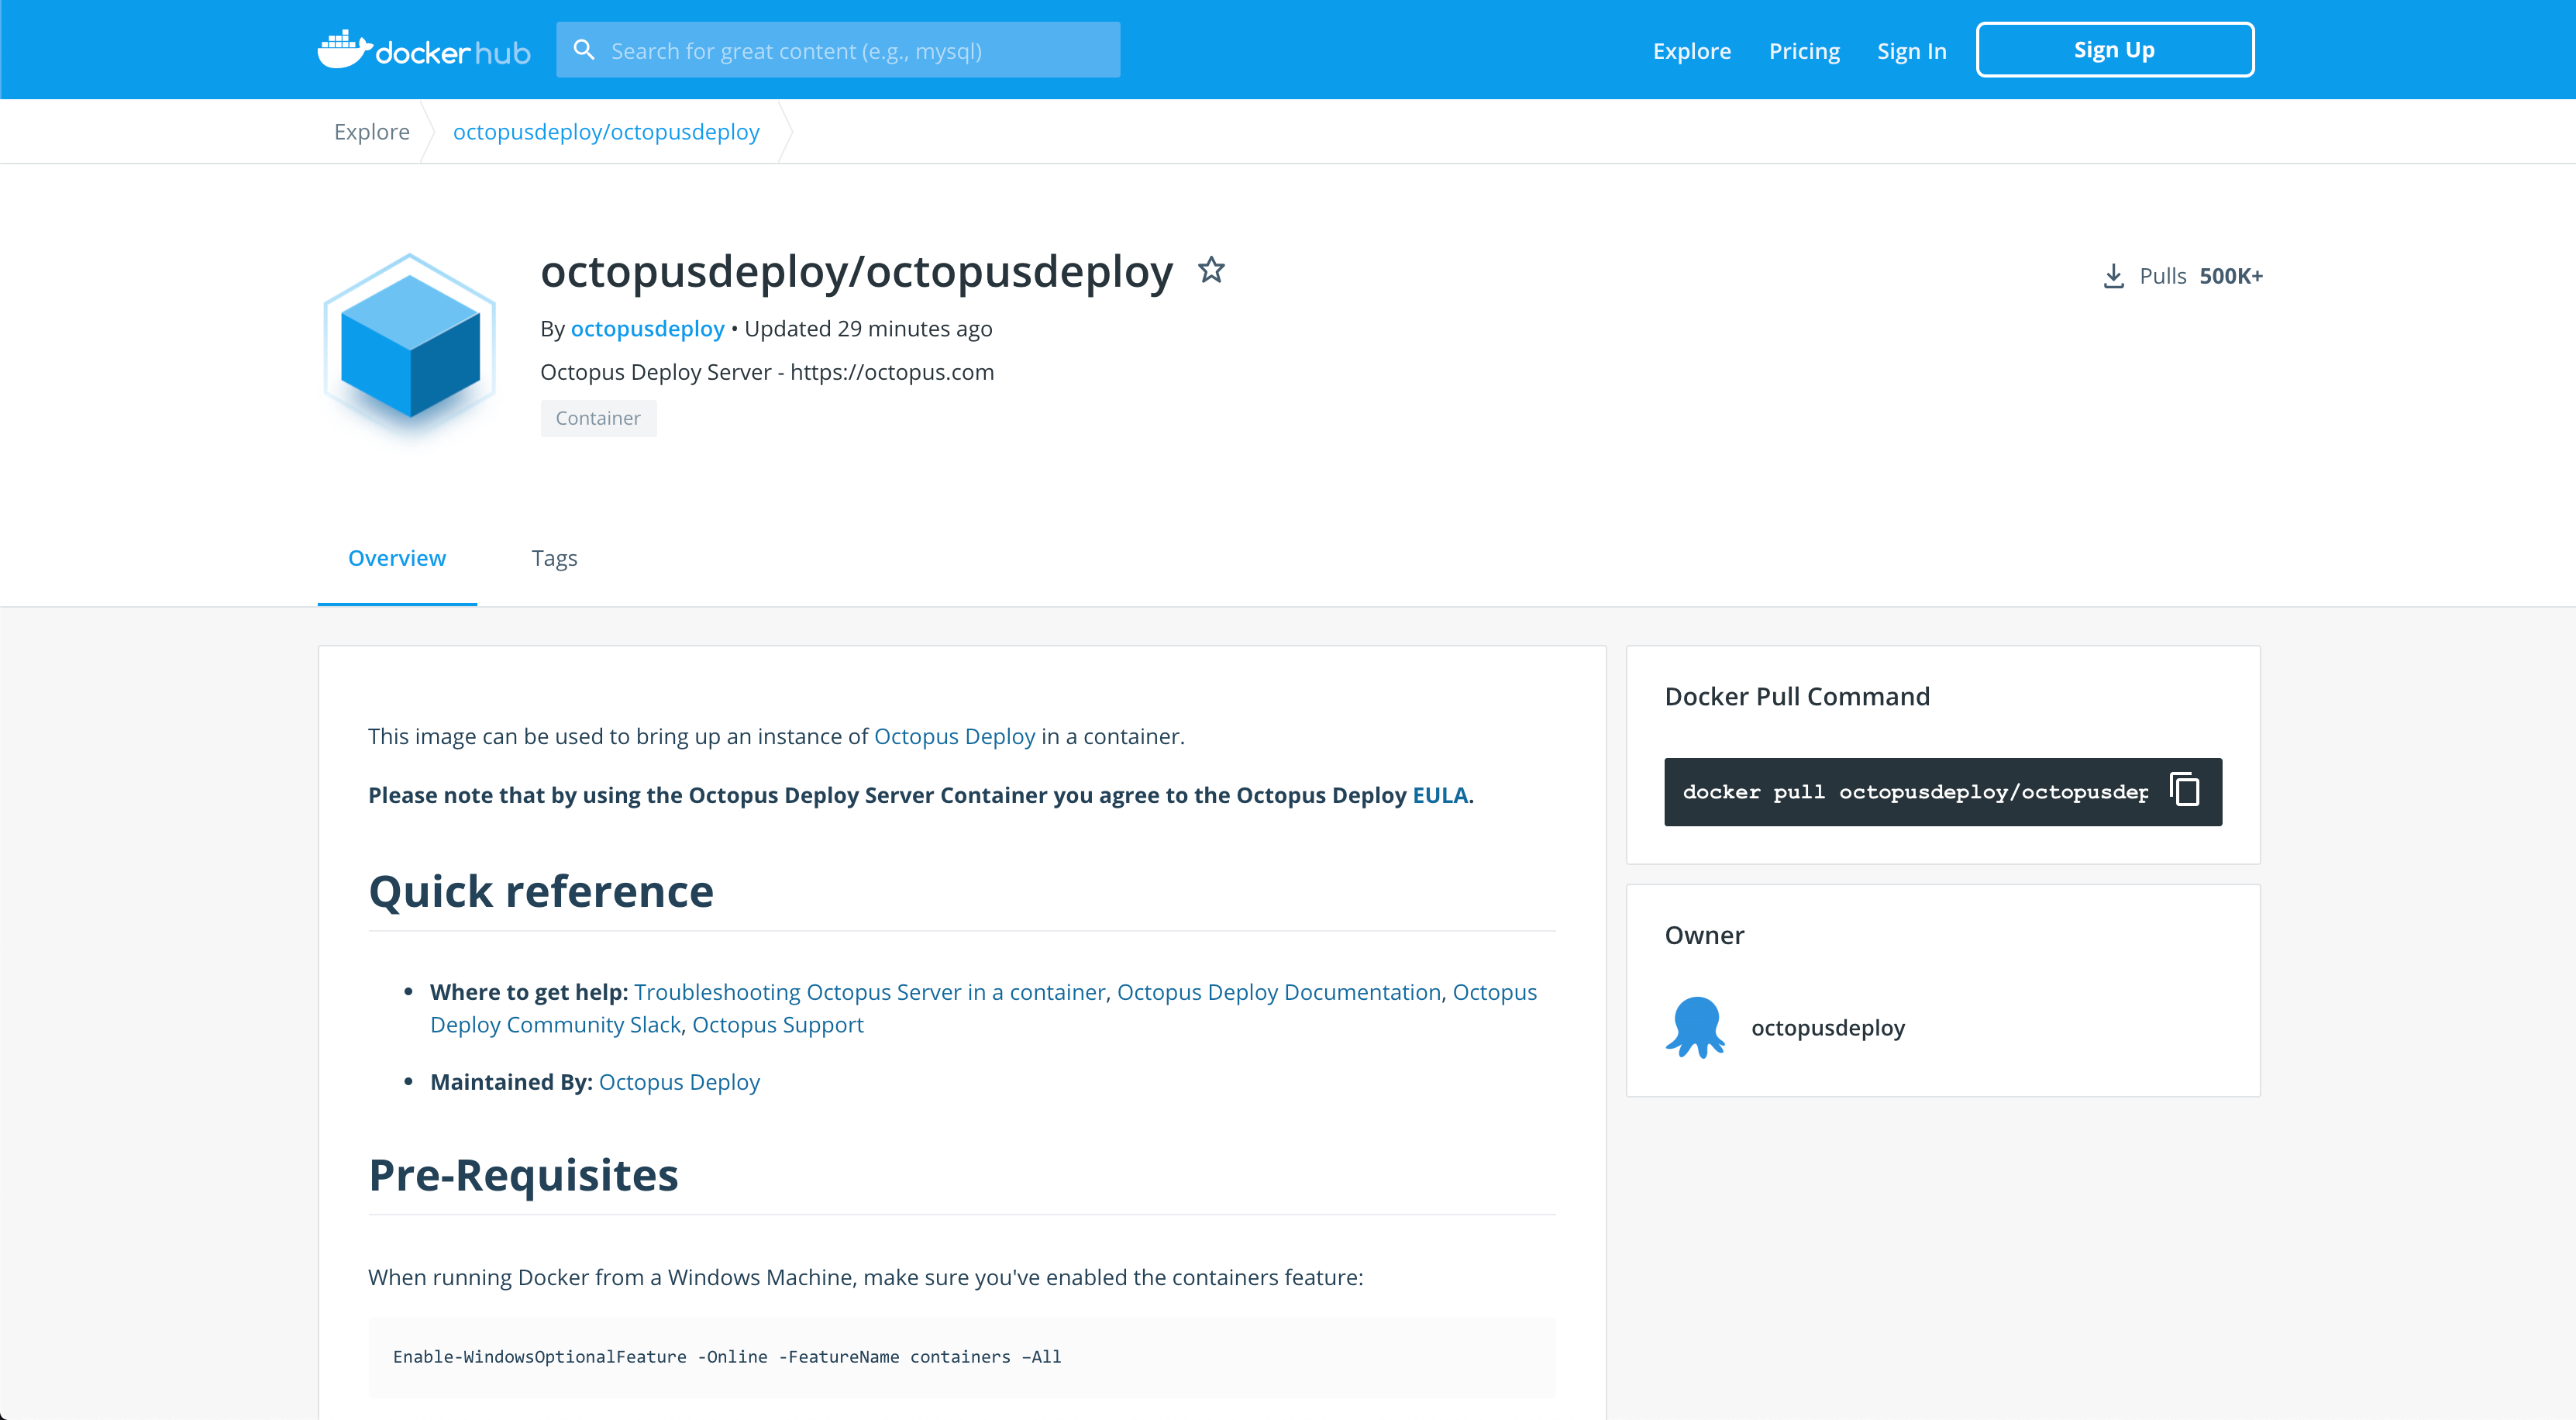 dockerhub
Search for great content (e.g., mysql)
Explore
Pricing
Sign In
Sign Up
Explore
octopusdeploy/octopusdeploy
octopusdeploy/octopusdeploy
Pulls 500K+
By octopusdeploy • Updated 29 minutes ago
Octopus Deploy Server - https://octopus.com
Container
Overview
Tags
This image can be used to bring up an instance of Octopus Deploy in a container.
Please note that by using the Octopus Deploy Server Container you agree to the Octopus Deploy EULA.
Quick reference
• Where to get help: Troubleshooting Octopus Server in a container, Octopus Deploy Documentation, Octopus
Deploy Community Slack, Octopus Support
• Maintained By: Octopus Deploy
Pre-Requisites
When running Docker from a Windows Machine, make sure you've enabled the containers feature:
Enable-WindowsOptionalFeature -Online -FeatureName containers –All
Docker Pull Command
docker pull octopusdeploy/octopusdep
Owner
octopusdeploy